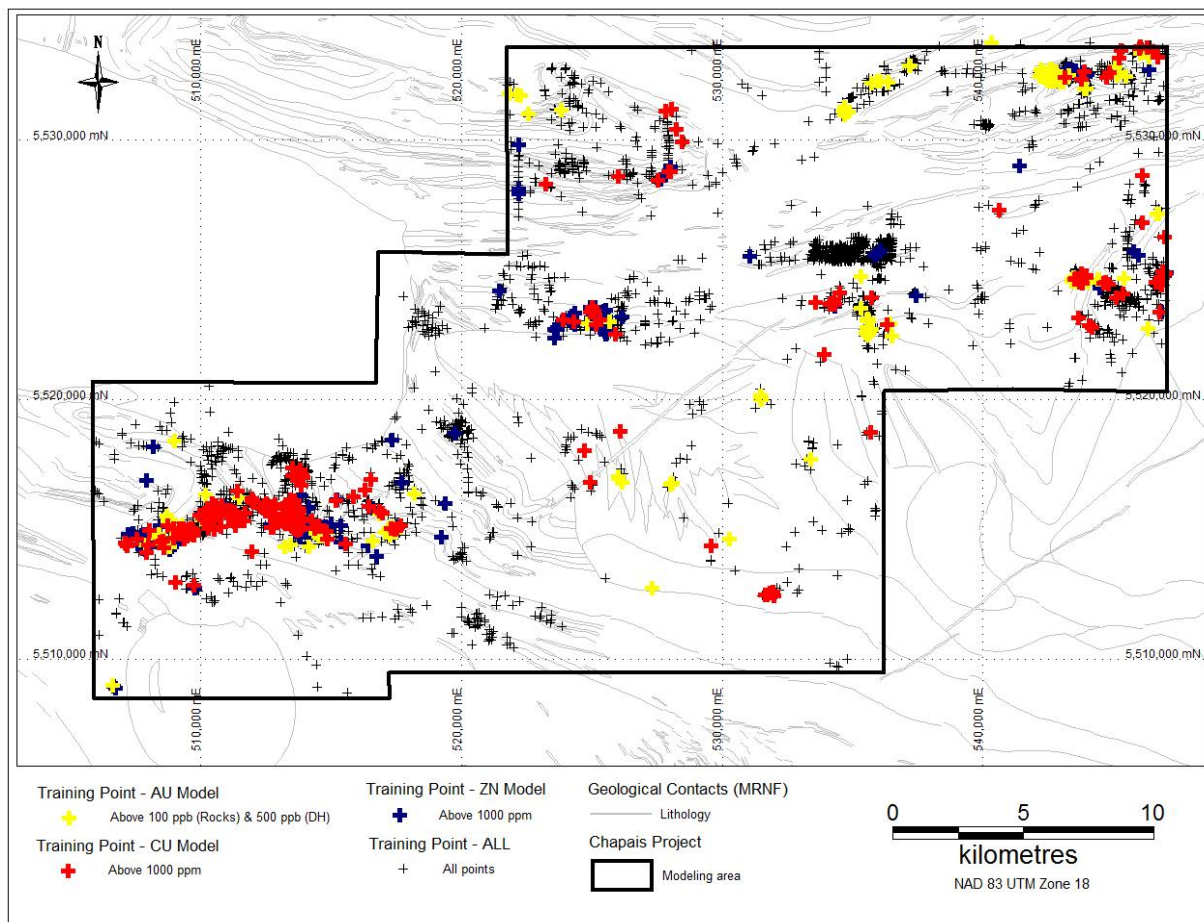 N
510,000 mE
520,000 mE
530,000 mE
540,000 mE
5,530,000 mN
5,530,000 mN
5,520,000 mN
5,520,000 mN
5,510,000 mN
5,510,000 mN
510,000 mE
520,000 mE
530,000 mE
540,000 mE
Training Point - AU Model
Above 100 ppb (Rocks) & 500 ppb (DH)
Training Point - CU Model
Above 1000 ppm
Training Point - ZN Model
Above 1000 ppm
Training Point - ALL
All points
Geological Contacts (MRNF)
Lithology
Chapais Project
Modeling area
0 5 10
kilometres
NAD 83 UTM Zone 18